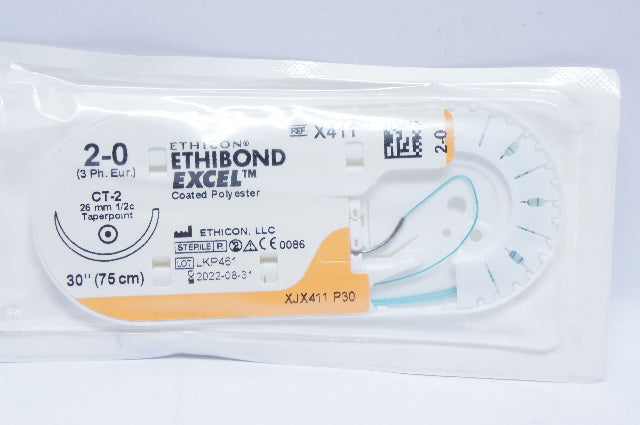 2-0
(3 Ph. Eur.)
CT-2
26 mm 1/2c
Taperpoint
30" (75 cm)
ETHICON®
ETHIBOND
EXCEL™
Coated Polyester
ETHICON, LLC
STERILE R 2 CE 0086
LOT LKP461
2022-08-31
REF X411
2-0
XJX411 P30